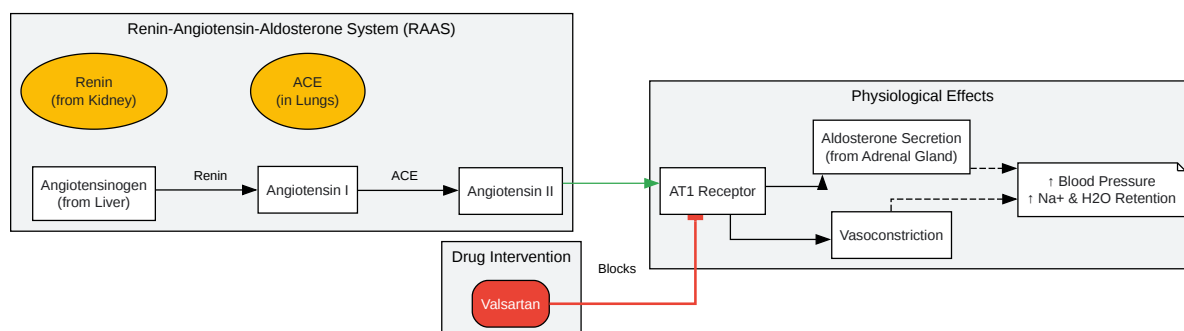 Renin-Angiotensin-Aldosterone System (RAAS)
Renin
(from Kidney)
ACE
(in Lungs)
Angiotensinogen
(from Liver)
Renin
Angiotensin I
ACE
Angiotensin II
Physiological Effects
AT1 Receptor
Aldosterone Secretion
(from Adrenal Gland)
Vasoconstriction
↑ Blood Pressure
↑ Na+ & H2O Retention
Drug Intervention
Valsartan
Blocks